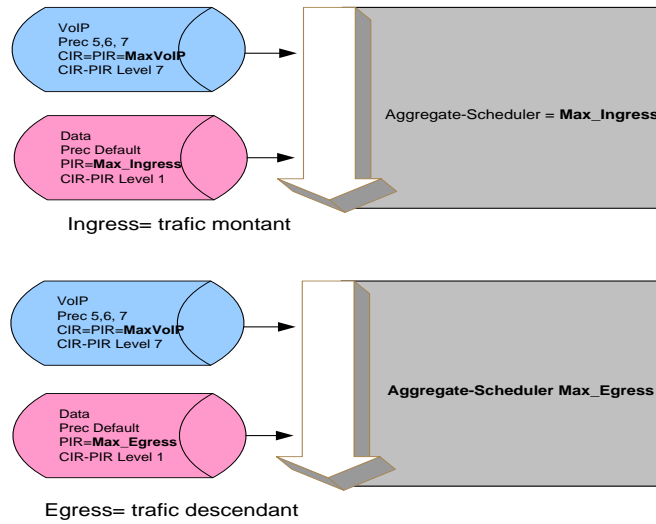 VoIP
Prec 5,6, 7
CIR=PIR=MaxVoIP
CIR-PIR Level 7
Aggregate-Scheduler = Max_Ingress
Data
Prec Default
PIR=Max_Ingress
CIR-PIR Level 1
Ingress= trafic montant
VoIP
Prec 5,6, 7
CIR=PIR=MaxVoIP
CIR-PIR Level 7
Aggregate-Scheduler Max_Egress
Data
Prec Default
PIR=Max_Egress
CIR-PIR Level 1
Egress= trafic descendant